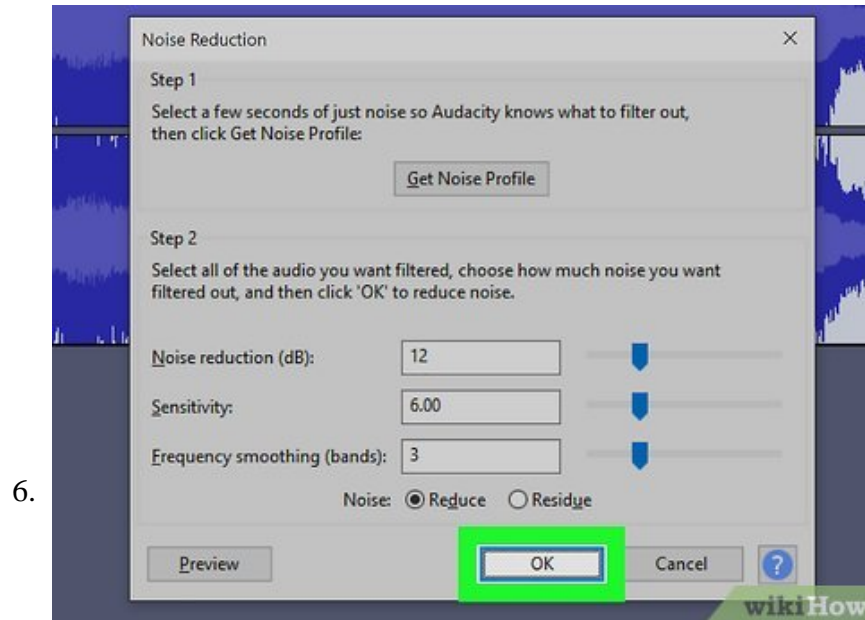 Noise Reduction
Step 1
Select a few seconds of just noise so Audacity knows what to filter out,
then click Get Noise Profile:
Get Noise Profile
Step 2
Select all of the audio you want filtered, choose how much noise you want
filtered out, and then click 'OK' to reduce noise.
Noise reduction (dB): 12
Sensitivity: 6.00
Frequency smoothing (bands): 3
6.
Noise: Reduce Residue
Preview OK Cancel ?
wikiHow